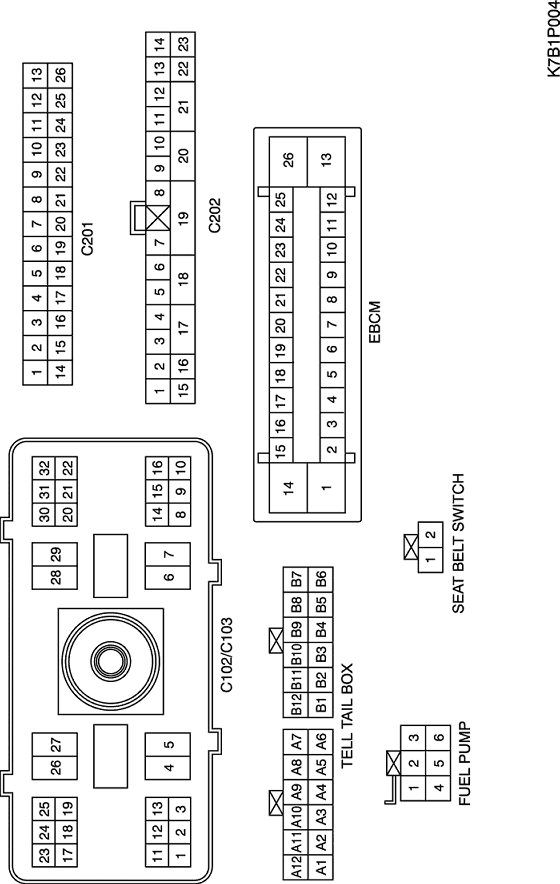 23 24 25 26 27 28 29 30 31 32
17 18 19 20 21 22
11 12 13 14 15 16
4 5 6 7
1 2 3 8 9 10
C102/C103
1 2 3 4 5 6 7 8 9 10 11 12 13
14 15 16 17 18 19 20 21 22 23 24 25 26
C201
1 2 3 4 5 6 7 8 9 10 11 12 13 14
15 16 17 18 19 20 21 22 23
C202
A12 A11 A10 A9 A8 A7 B12 B11 B10 B9 B8 B7
A1 A2 A3 A4 A5 A6 B1 B2 B3 B4 B5 B6
TELL TAIL BOX
14 15 16 17 18 19 20 21 22 23 24 25 26
1 2 3 4 5 6 7 8 9 10 11 12 13
EBCM
1 2 3
4 5 6
FUEL PUMP
1 2
SEAT BELT SWITCH
K7B1P004